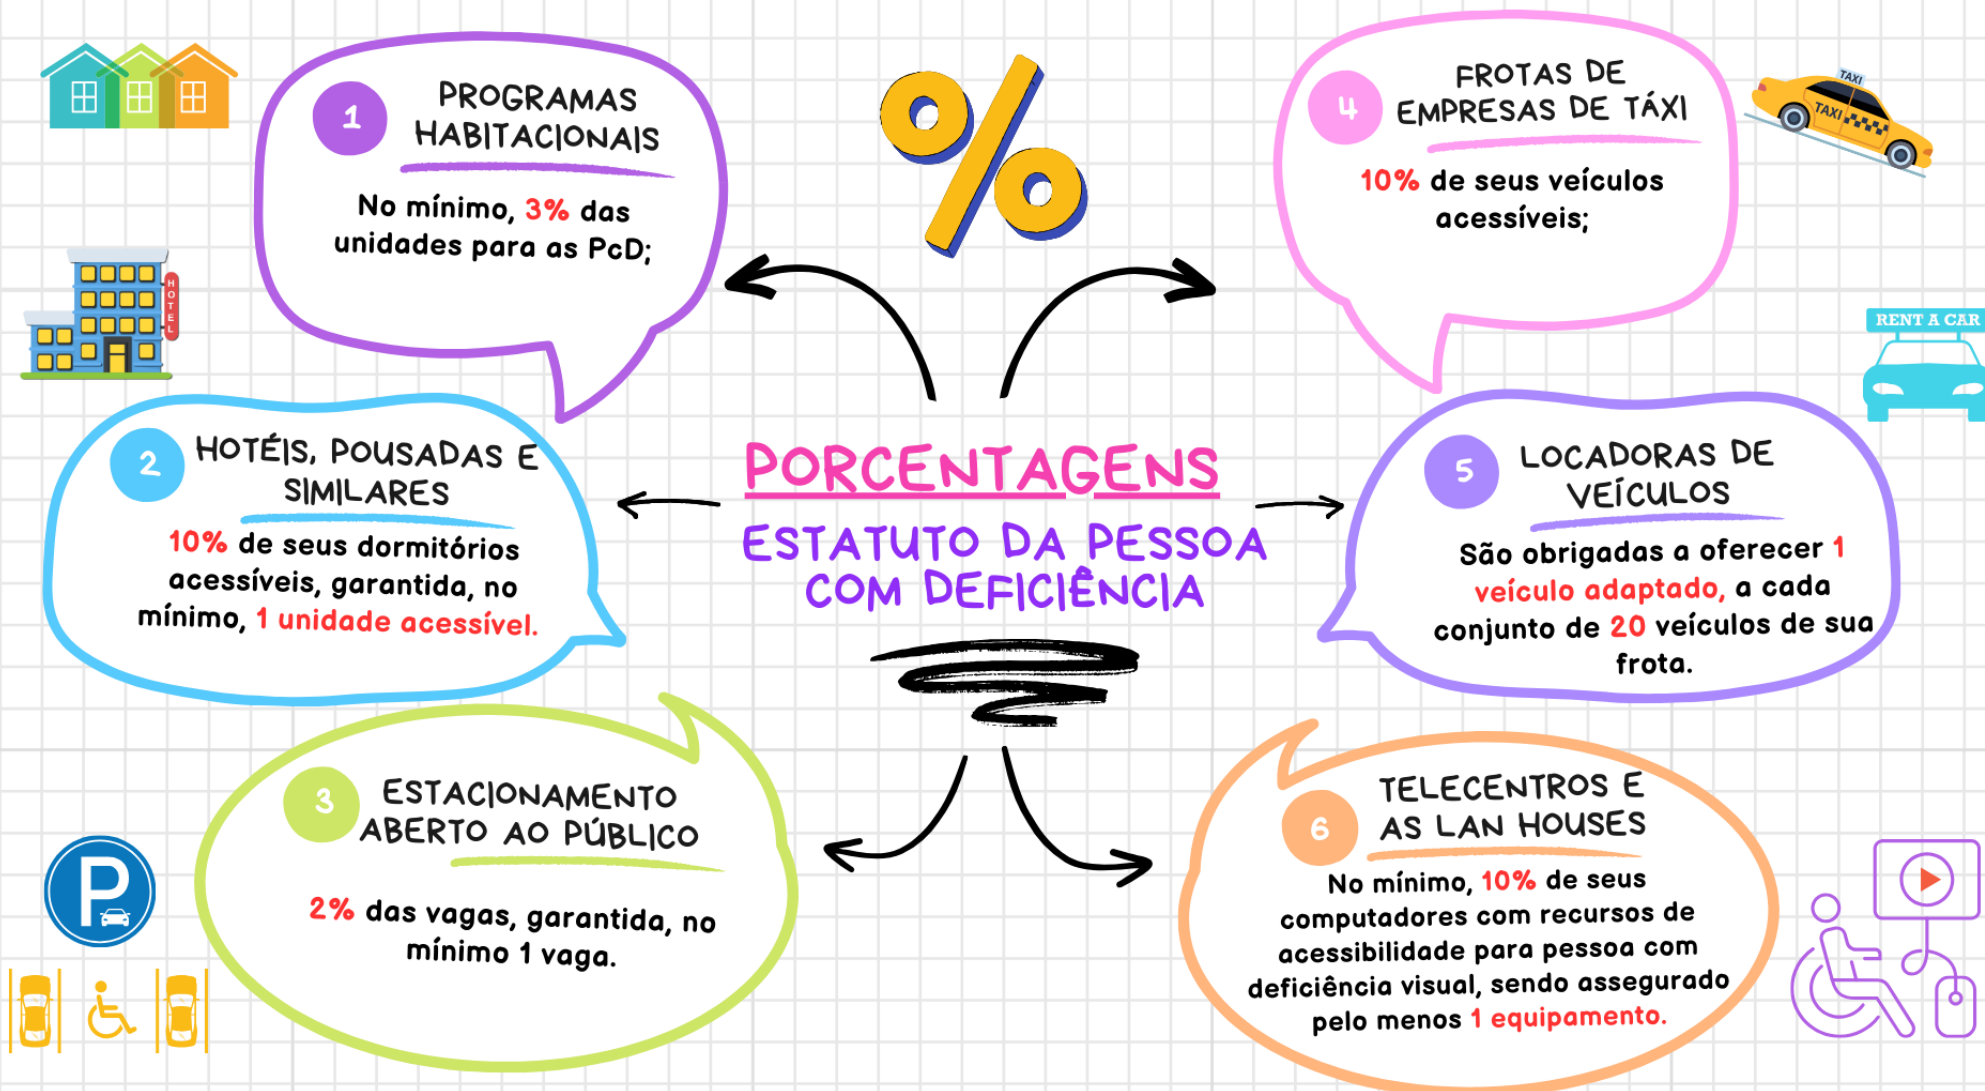 1
PROGRAMAS
HABITACIONAIS
No mínimo, 3% das
unidades para as PcD;
HOTEL
2
HOTÉIS, POUSADAS E
SIMILARES
10% de seus dormitórios
acessíveis, garantida, no
mínimo, 1 unidade acessível.
3
ESTACIONAMENTO
ABERTO AO PÚBLICO
2% das vagas, garantida, no
mínimo 1 vaga.
P
%
PORCENTAGENS
ESTATUTO DA PESSOA
COM DEFICIÊNCIA
4
FROTAS DE
EMPRESAS DE TÁXI
10% de seus veículos
acessíveis;
TAXI
TAXI
RENT A CAR
5
LOCADORAS DE
VEÍCULOS
São obrigadas a oferecer 1
veículo adaptado, a cada
conjunto de 20 veículos de sua
frota.
6
TELECENTROS E
AS LAN HOUSES
No mínimo, 10% de seus
computadores com recursos de
acessibilidade para pessoa com
deficiência visual, sendo assegurado
pelo menos 1 equipamento.